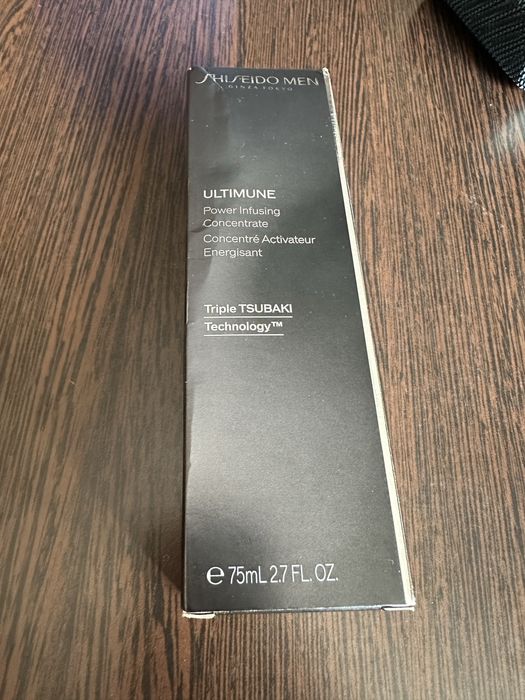 SHISEIDO MEN
GINZA TOKYO
ULTIMUNE
Power Infusing
Concentrate
Concentré Activateur
Energisant
Triple TSUBAKI
Technology™
℮ 75mL 2.7 FL. OZ.